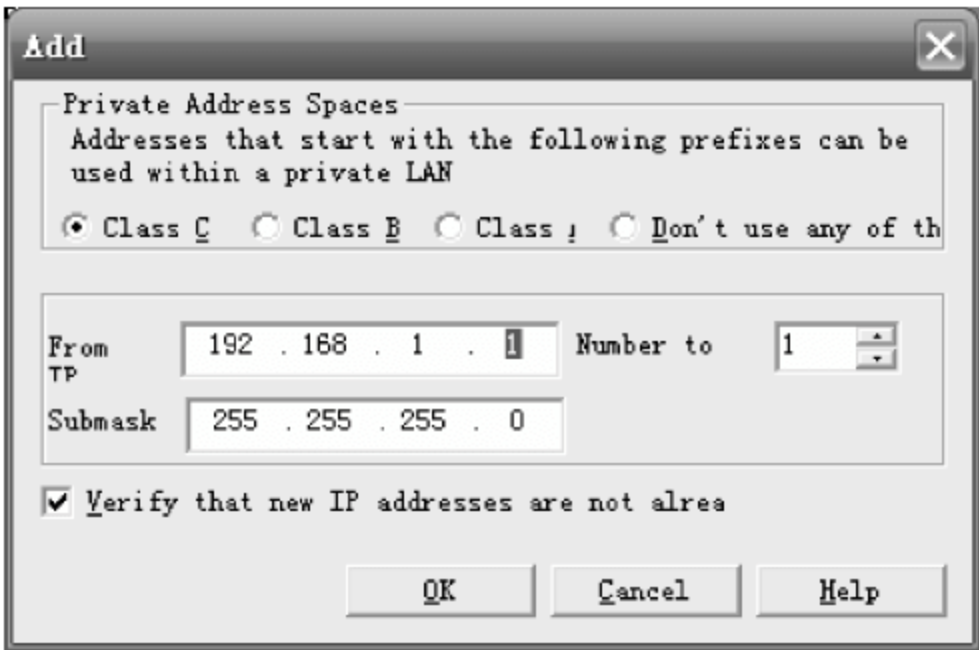 Add
Private Address Spaces
Addresses that start with the following prefixes can be
used within a private LAN
Class C Class B Class Don't use any of th
From 192 . 168 . 1 . 1 Number to 1
IP
Submask 255 . 255 . 255 . 0
Verify that new IP addresses are not alrea
OK Cancel Help